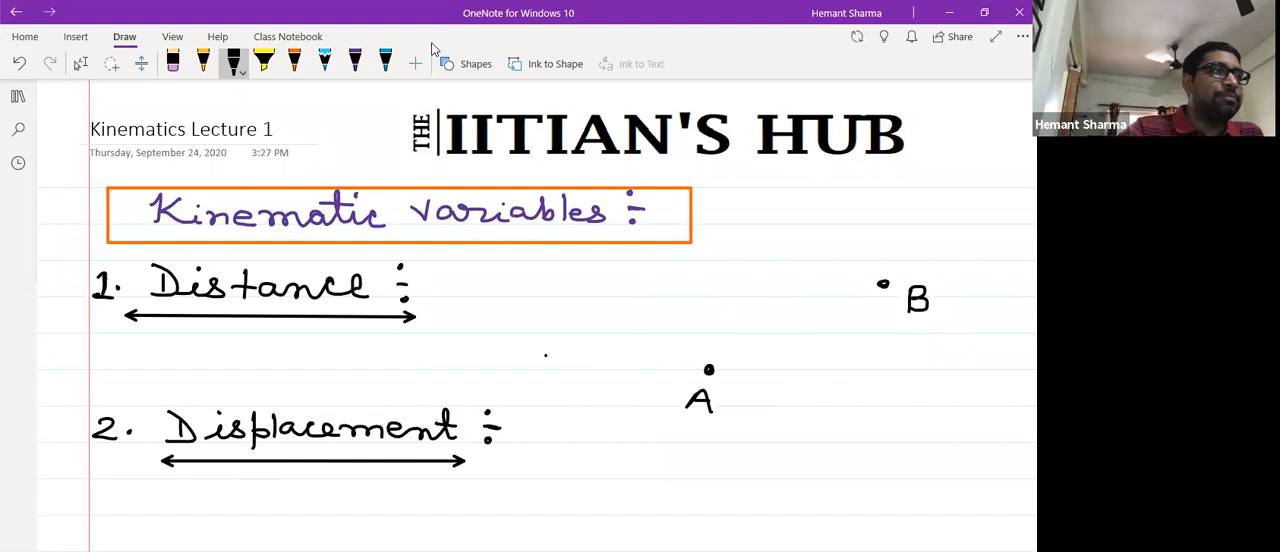 OneNote for Windows 10
Hemant Sharma
Home Insert Draw View Help Class Notebook
Share
Shapes Ink to Shape Ink to Text
Kinematics Lecture 1
Thursday, September 24, 2020 3:27 PM
THE IITIAN'S HUB
Hemant Sharma
Kinematic variables :-
1. Distance :-
B
A
2. Displacement :-